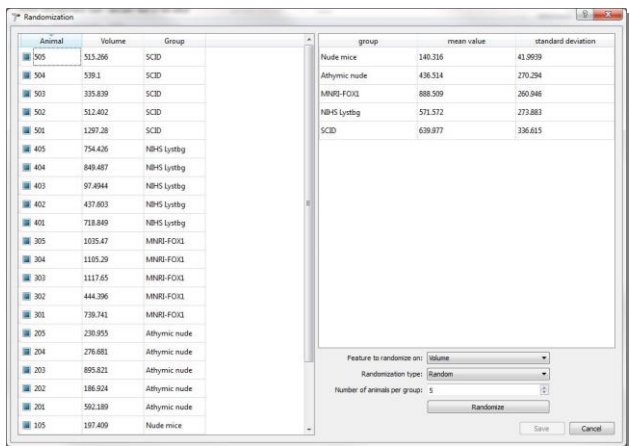 Randomization
Animal Volume Group
505 515.266 SCID
504 539.1 SCID
503 335.839 SCID
502 512.402 SCID
501 1297.28 SCID
405 754.426 NIHS Lystbg
404 849.487 NIHS Lystbg
403 97.4944 NIHS Lystbg
402 437.603 NIHS Lystbg
401 718.849 NIHS Lystbg
305 1035.47 MNRI-FOX1
304 1105.29 MNRI-FOX1
303 1117.65 MNRI-FOX1
302 444.396 MNRI-FOX1
301 739.741 MNRI-FOX1
205 230.955 Athymic nude
204 276.681 Athymic nude
203 895.821 Athymic nude
202 186.924 Athymic nude
201 592.189 Athymic nude
105 197.409 Nude mice
group mean value standard deviation
Nude mice 140.316 41.9939
Athymic nude 436.514 270.294
MNRI-FOX1 888.509 260.946
NIHS Lystbg 571.572 273.883
SCID 639.977 336.615
Feature to randomize on: Volume
Randomization type: Random
Number of animals per group: 5
Randomize
Save Cancel